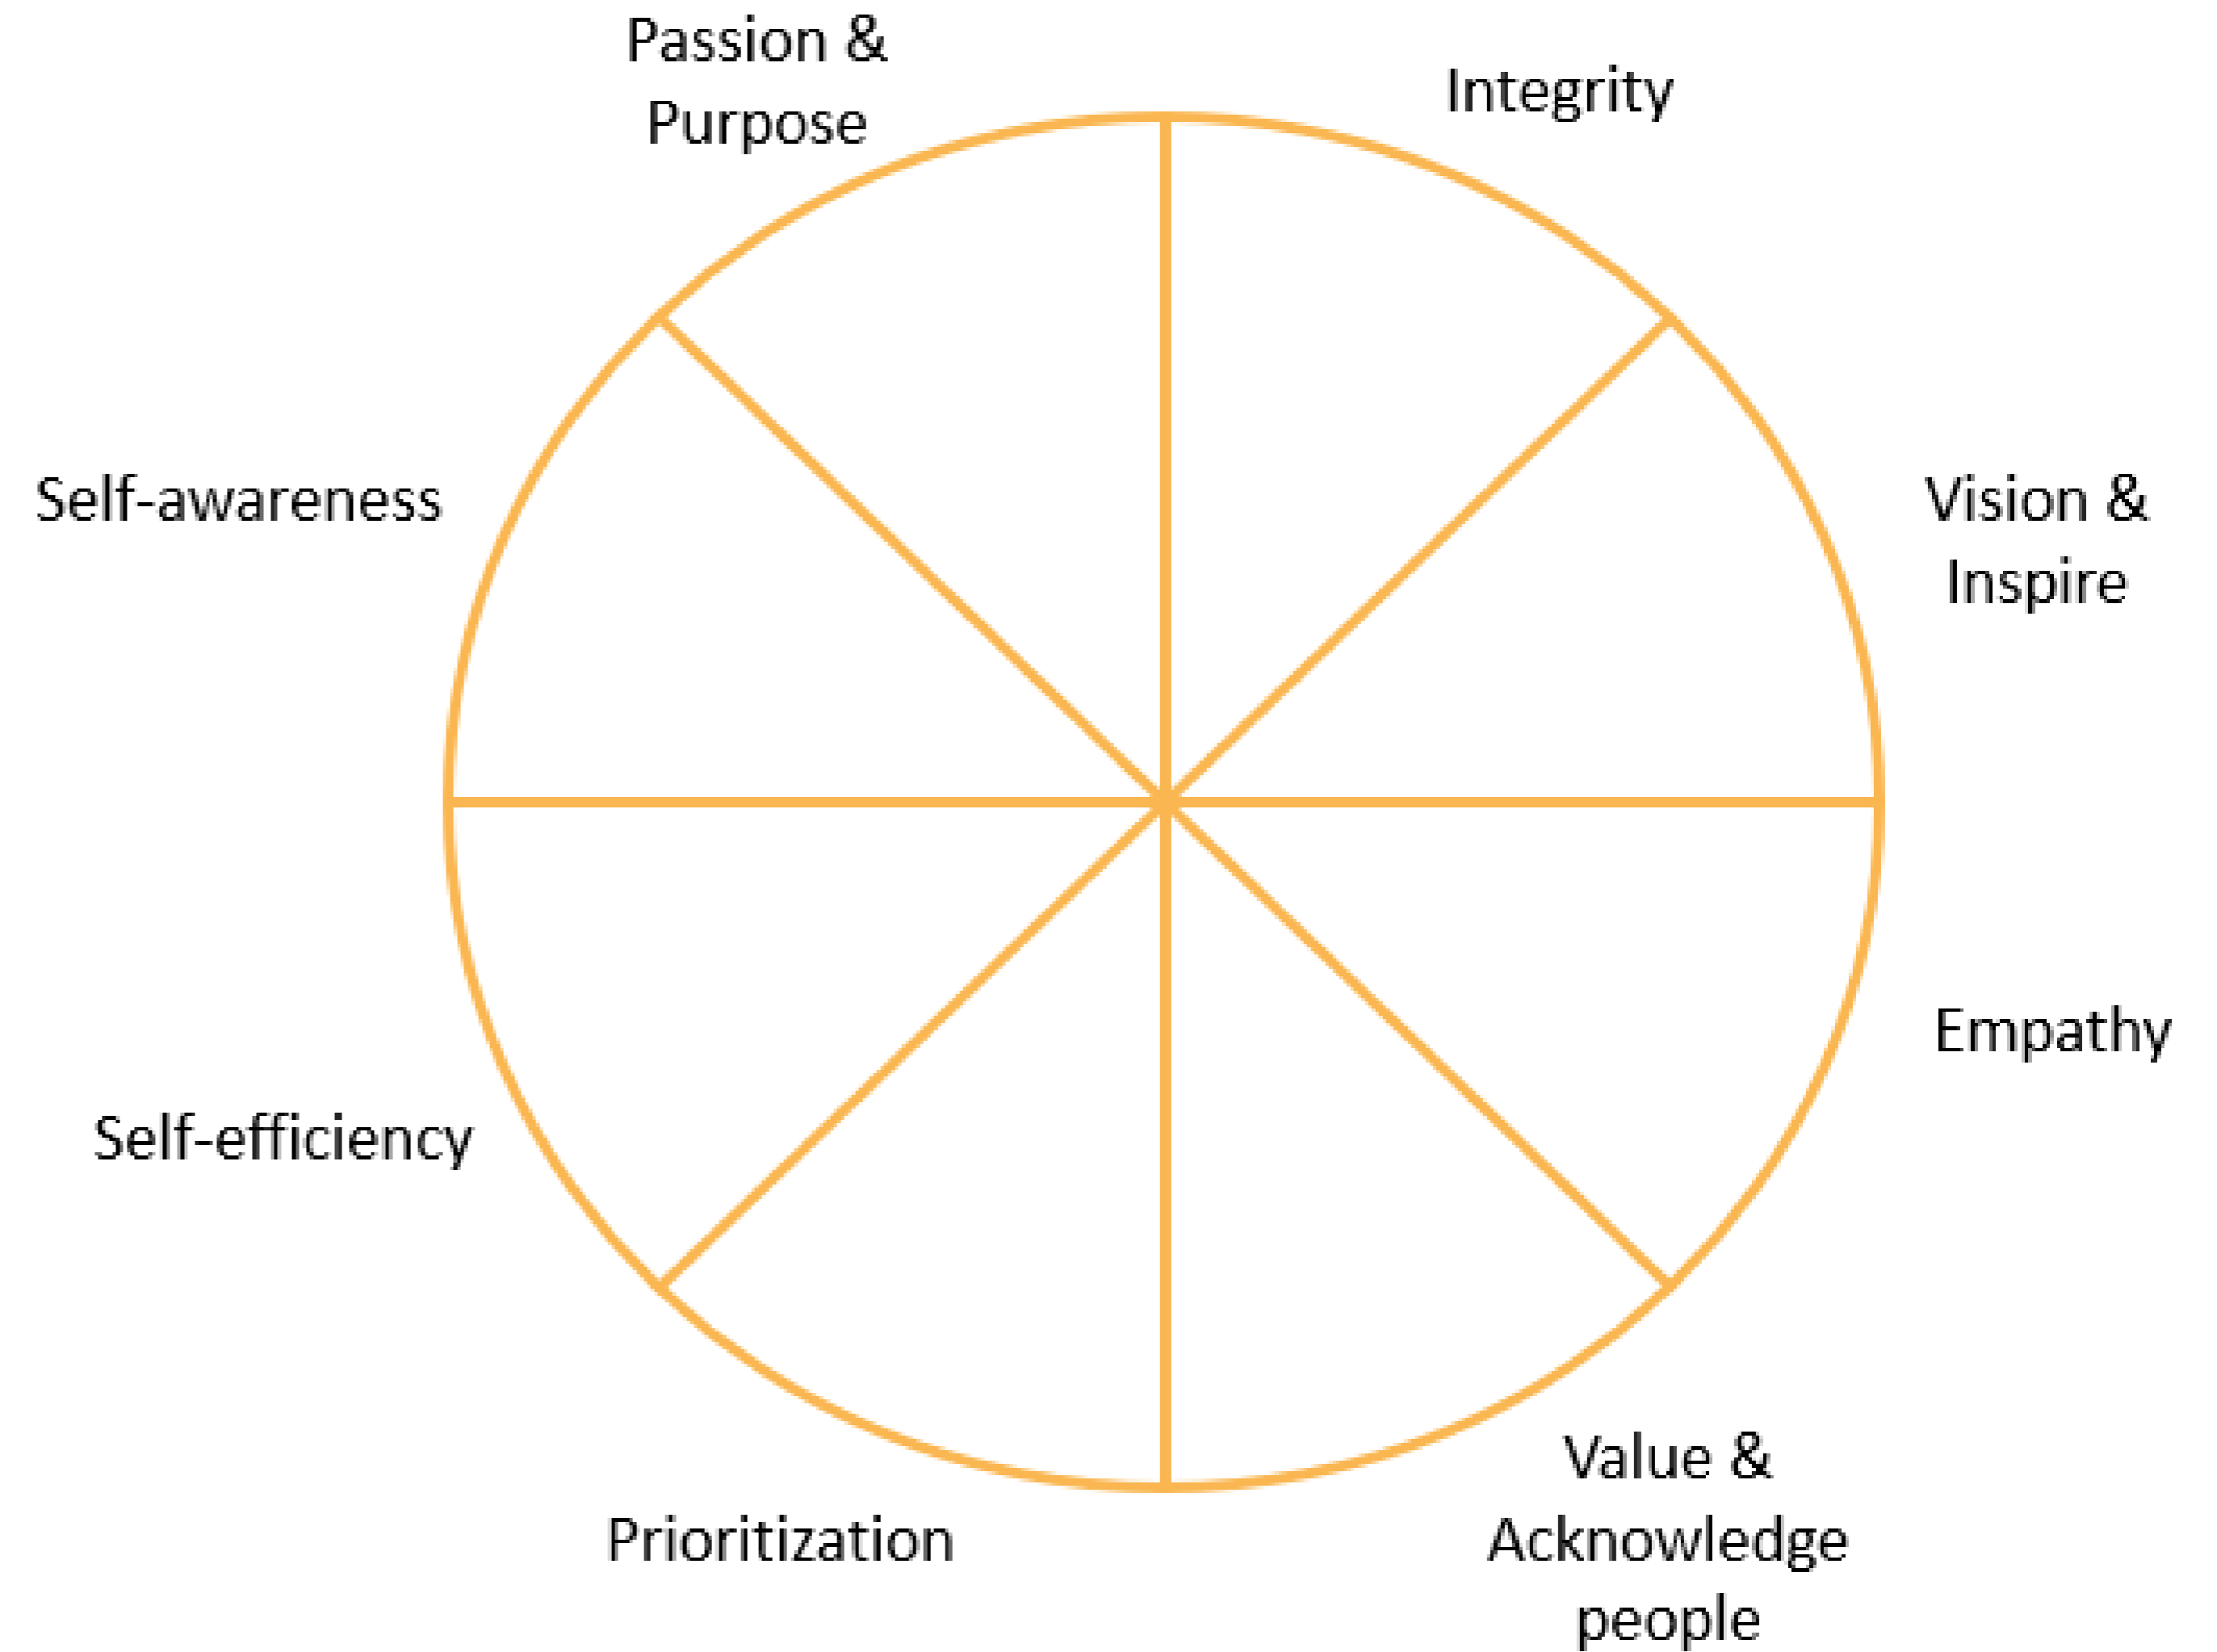 Passion &
Purpose
Integrity
Self-awareness
Vision &
Inspire
Empathy
Self-efficiency
Value &
Acknowledge
people
Prioritization